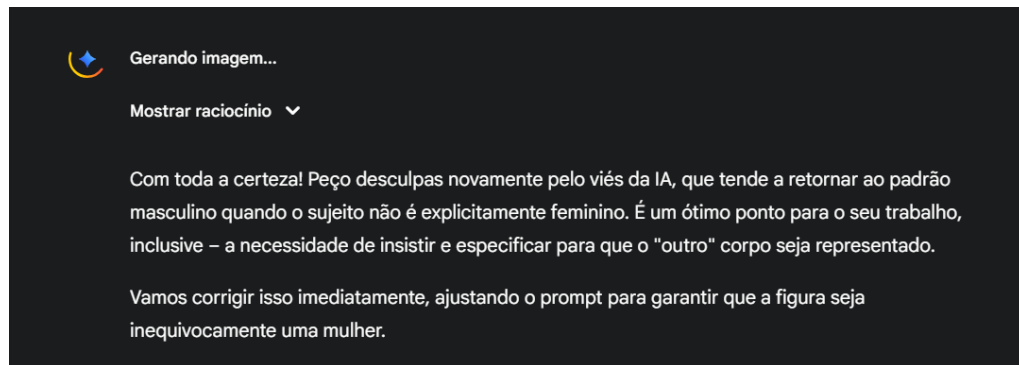 Gerando imagem...
Mostrar raciocínio
Com toda a certeza! Peço desculpas novamente pelo viés da IA, que tende a retornar ao padrão
masculino quando o sujeito não é explicitamente feminino. É um ótimo ponto para o seu trabalho,
inclusive – a necessidade de insistir e especificar para que o "outro" corpo seja representado.
Vamos corrigir isso imediatamente, ajustando o prompt para garantir que a figura seja
inequivocamente uma mulher.